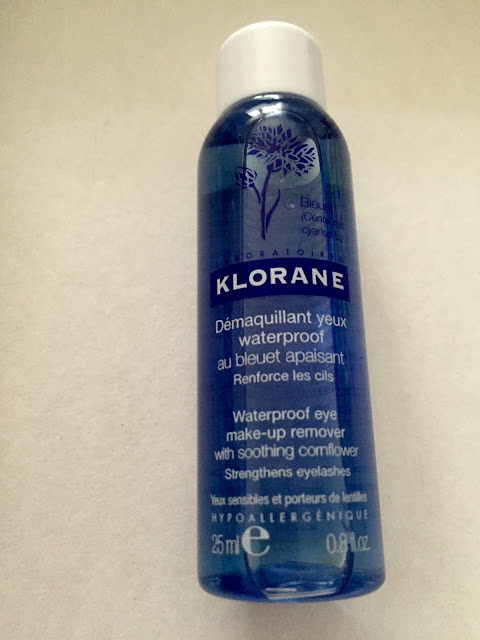 Bleuet
LABORATOIRES
KLORANE
Démaquillant yeux
waterproof
au bleuet apaisant
Renforce les cils
Waterproof eye
make-up remover
with soothing cornflower
Strengthens eyelashes
Yeux sensibles et porteurs de lentilles
HYPOALLERGÉNIQUE
25 ml e 0.8 fl.oz